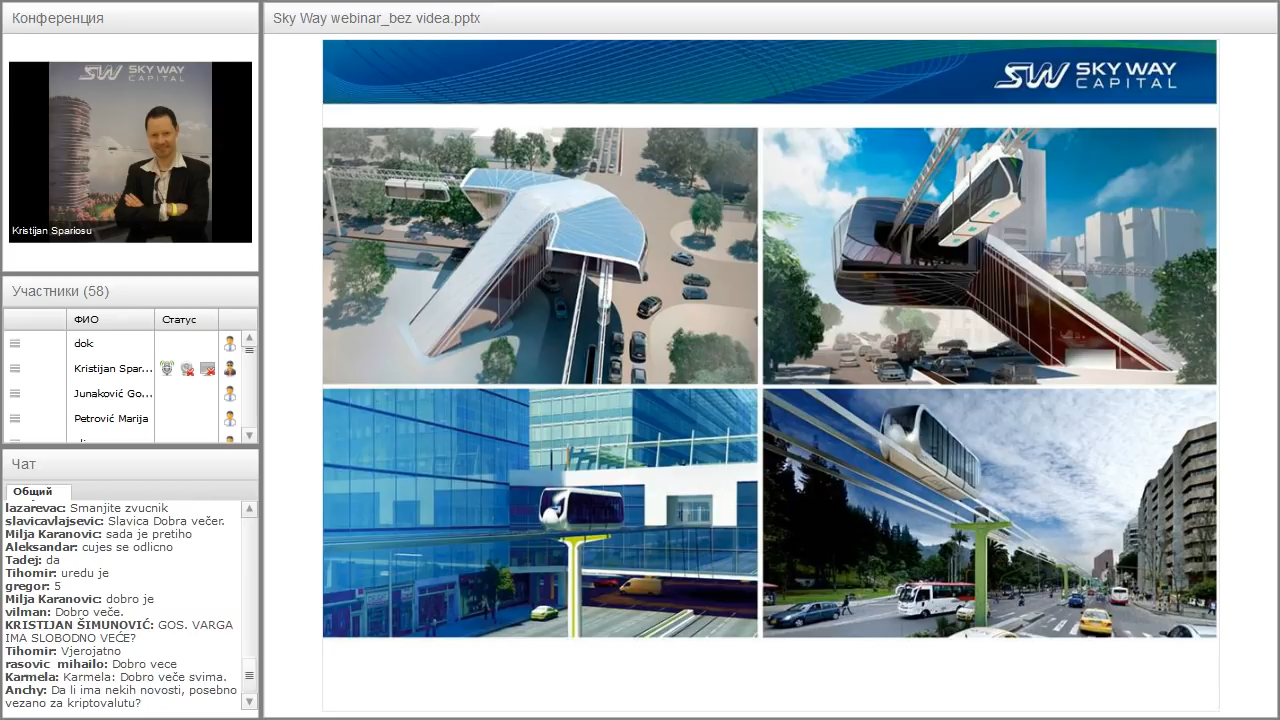 Конференция
SKY WAY
CAPITAL
Kristijan Spariosu
Участники (58)
ФИО
Статус
dok
Kristijan Spar...
Junaković Go...
Petrović Marija
Чат
Общий
lazarevac: Smanjite zvucnik
slavicavlajsevic: Slavica Dobra večer.
Milja Karanovic: sada je pretiho
Aleksandar: cujes se odlicno
Tadej: da
Tihomir: uredu je
gregor: 5
Milja Karanovic: dobro je
vilman: Dobro veče.
KRISTIJAN ŠIMUNOVIĆ: GOS. VARGA
IMA SLOBODNO VEĆE?
Tihomir: Vjerojatno
rasovic_mihailo: Dobro vece
Karmela: Karmela: Dobro veče svima.
Anchy: Da li ima nekih novosti, posebno
vezano za kriptovalutu?
Sky Way webinar_bez videa.pptx
SW SKY WAY
CAPITAL